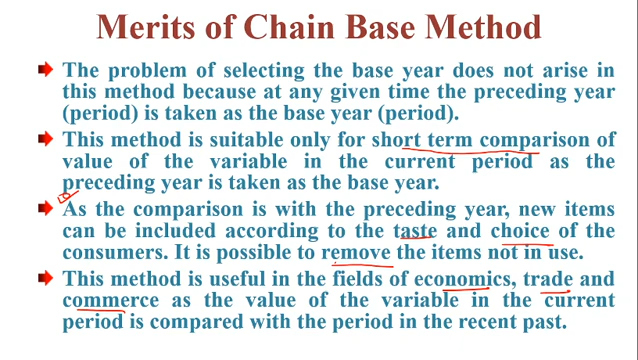 Merits of Chain Base Method
The problem of selecting the base year does not arise in
this method because at any given time the preceding year
(period) is taken as the base year (period).
This method is suitable only for short term comparison of
value of the variable in the current period as the
preceding year is taken as the base year.
As the comparison is with the preceding year, new items
can be included according to the taste and choice of the
consumers. It is possible to remove the items not in use.
This method is useful in the fields of economics, trade and
commerce as the value of the variable in the current
period is compared with the period in the recent past.